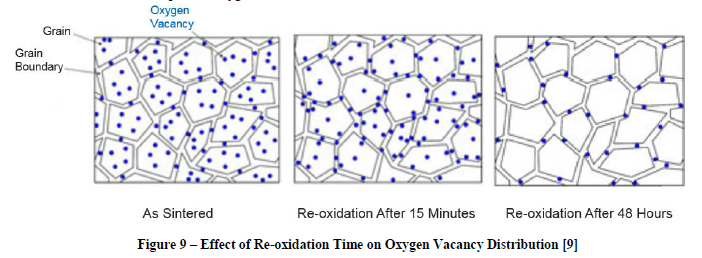 Oxygen
Vacancy
Grain
Grain
Boundary
As Sintered
Re-oxidation After 15 Minutes
Re-oxidation After 48 Hours
Figure 9 – Effect of Re-oxidation Time on Oxygen Vacancy Distribution [9]